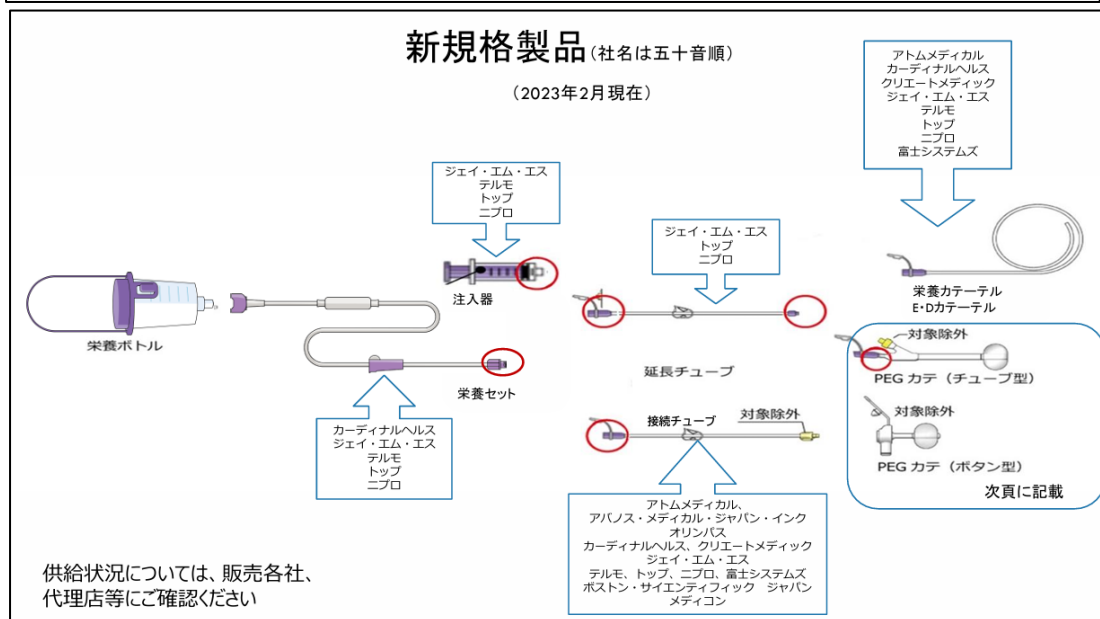 新規格製品(社名は五十音順)
(2023年2月現在)
アトムメディカル
カーディナルヘルス
クリエートメディック
ジェイ・エム・エス
テルモ
トップ
ニプロ
富士システムズ
ジェイ・エム・エス
テルモ
トップ
ニプロ
ジェイ・エム・エス
トップ
ニプロ
注入器
栄養カテーテル
E・Dカテーテル
栄養ボトル
対象除外
延長チューブ
PEG カテ（チューブ型）
栄養セット
接続チューブ
対象除外
対象除外
PEG カテ（ボタン型）
次頁に記載
カーディナルヘルス
ジェイ・エム・エス
テルモ
トップ
ニプロ
アトムメディカル、
アバノス・メディカル・ジャパン・インク
オリンパス
カーディナルヘルス、クリエートメディック
ジェイ・エム・エス
テルモ、トップ、ニプロ、富士システムズ
ボストン・サイエンティフィック　ジャパン
メディコン
供給状況については、販売各社、
代理店等にご確認ください